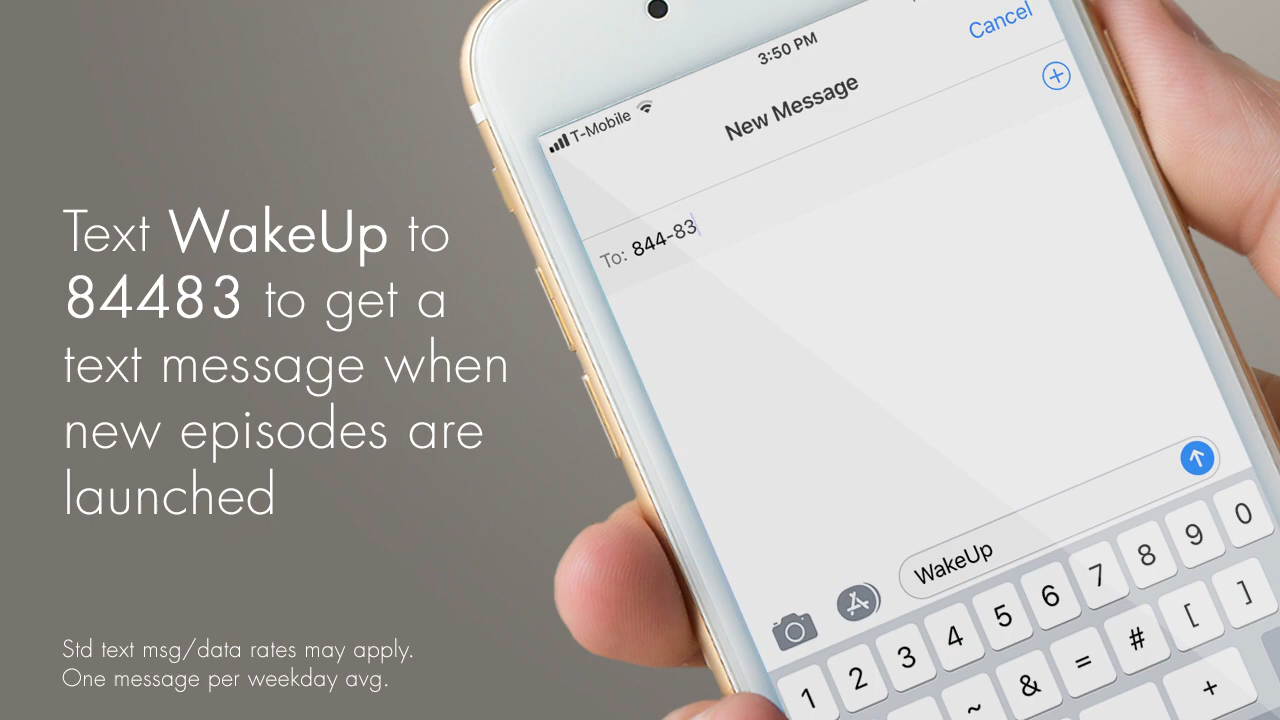 Text WakeUp to
84483 to get a
text message when
new episodes are
launched
Std text msg/data rates may apply.
One message per weekday avg.
T-Mobile
3:50 PM
Cancel
New Message
To: 844-83
WakeUp
1 2 3 4 5 6 7 8 9 0
~ & = # [ ]
+